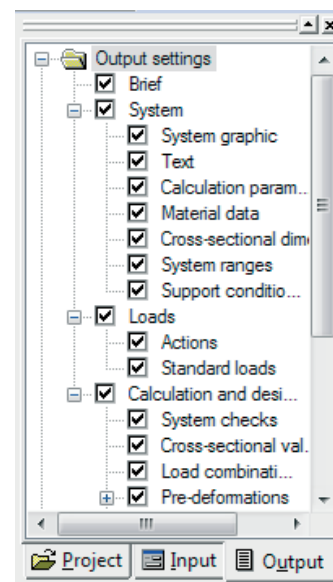 Output settings
Brief
System
System graphic
Text
Calculation param..
Material data
Cross-sectional dim
System ranges
Support conditio...
Loads
Actions
Standard loads
Calculation and desi...
System checks
Cross-sectional val.
Load combinati...
Pre-deformations
Project Input Output